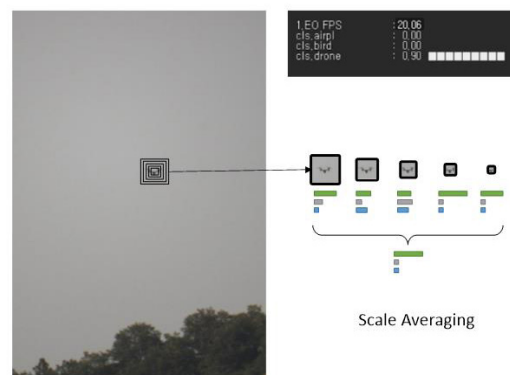 1.EO FPS :20.06
cls.airpl : 0.00
cls.bird : 0.00
cls.drone : 0.90
Scale Averaging